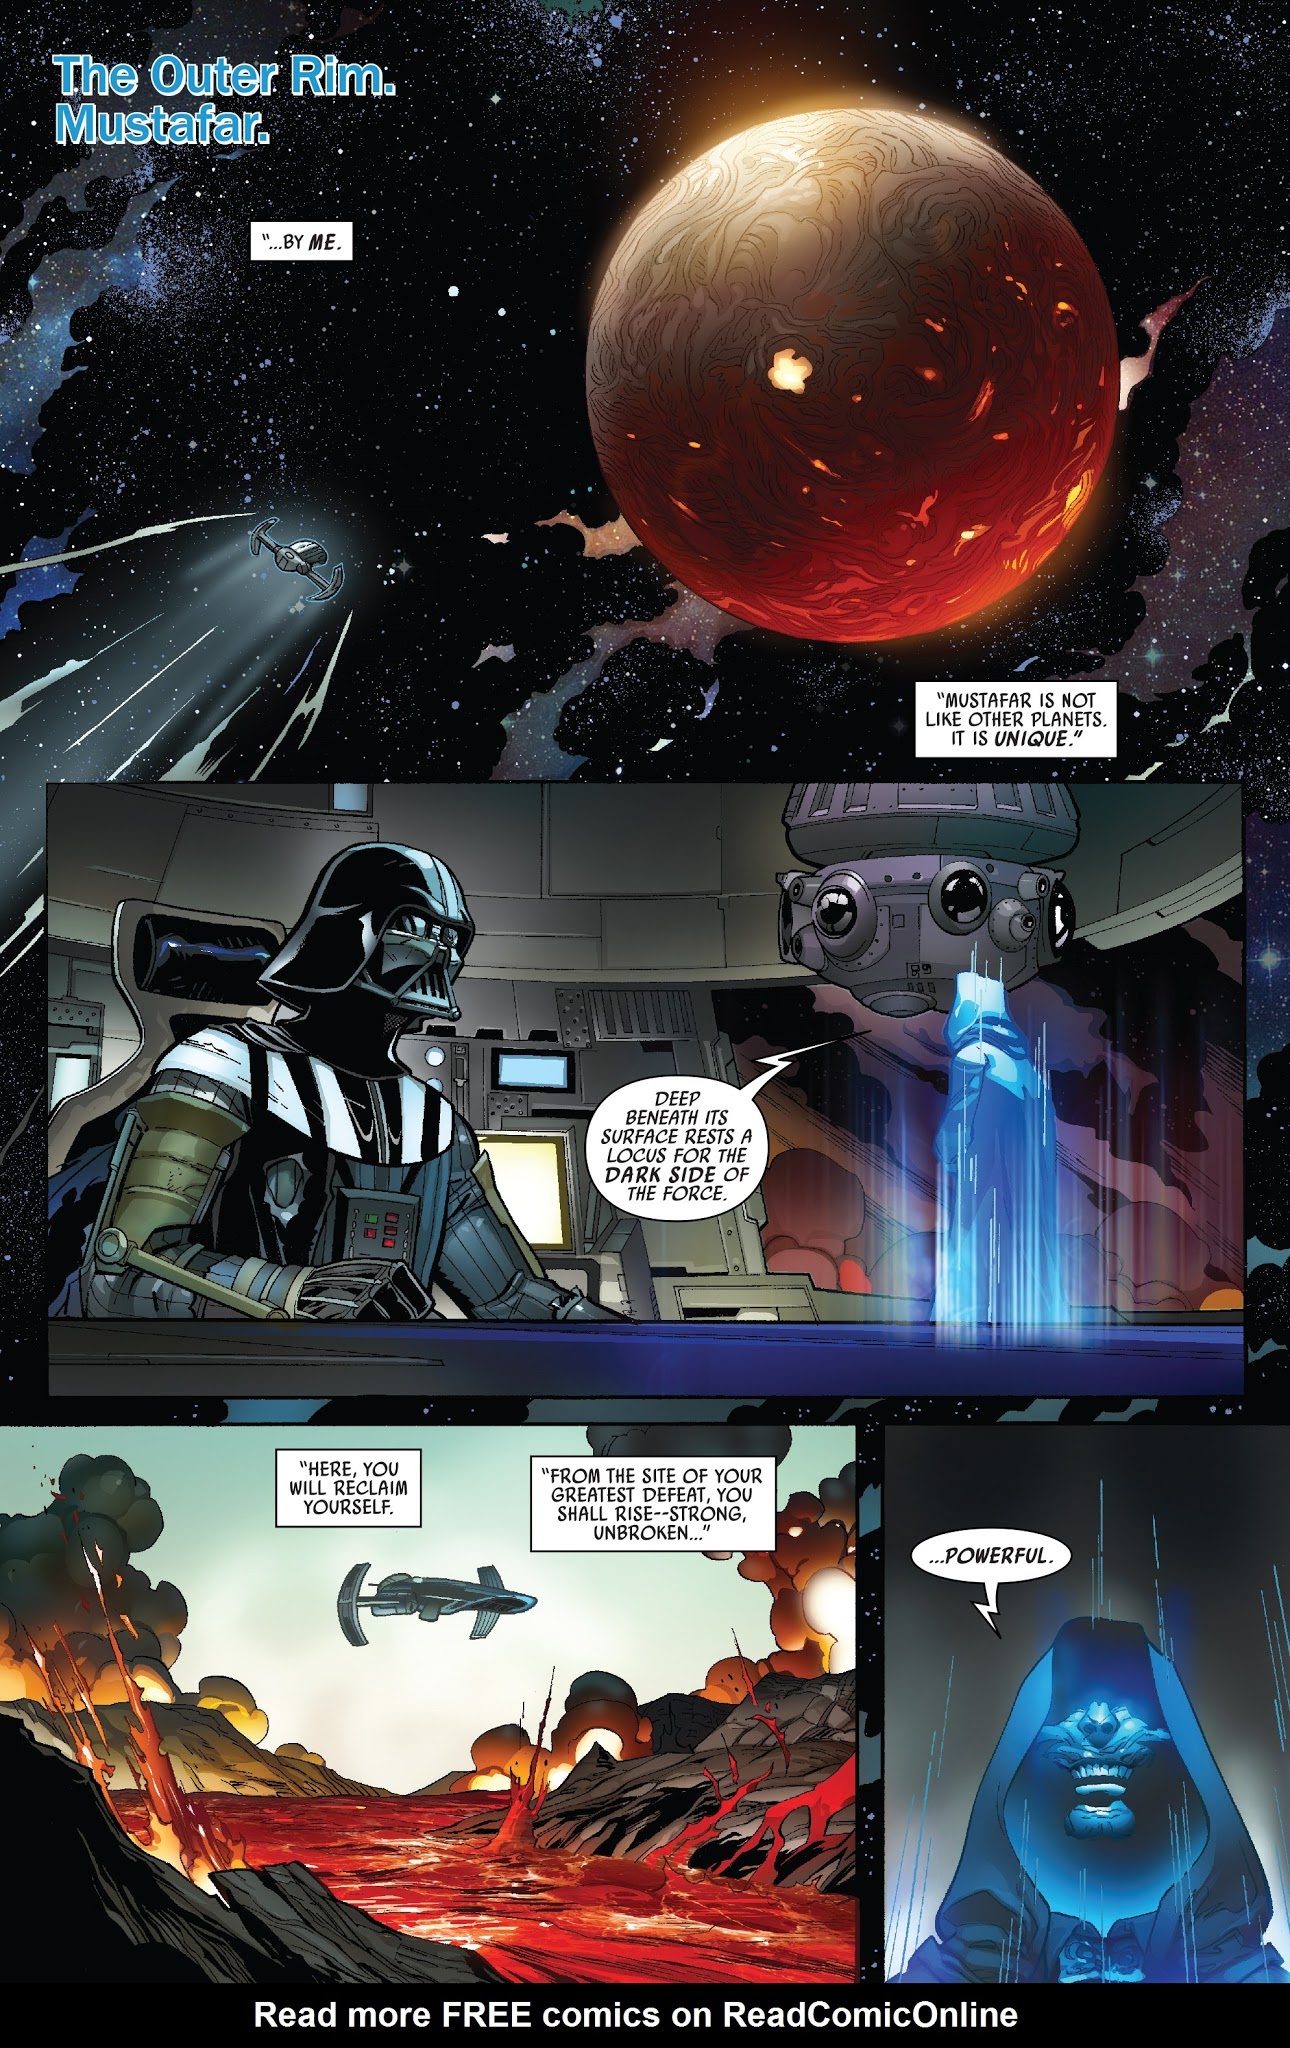 The Outer Rim.
Mustafar.
"...BY ME.
"MUSTAFAR IS NOT
LIKE OTHER PLANETS.
IT IS UNIQUE."
DEEP
BENEATH ITS
SURFACE RESTS A
LOCUS FOR THE
DARK SIDE OF
THE FORCE.
"HERE, YOU
WILL RECLAIM
YOURSELF.
"FROM THE SITE OF YOUR
GREATEST DEFEAT, YOU
SHALL RISE--STRONG,
UNBROKEN..."
...POWERFUL.
Read more FREE comics on ReadComicOnline